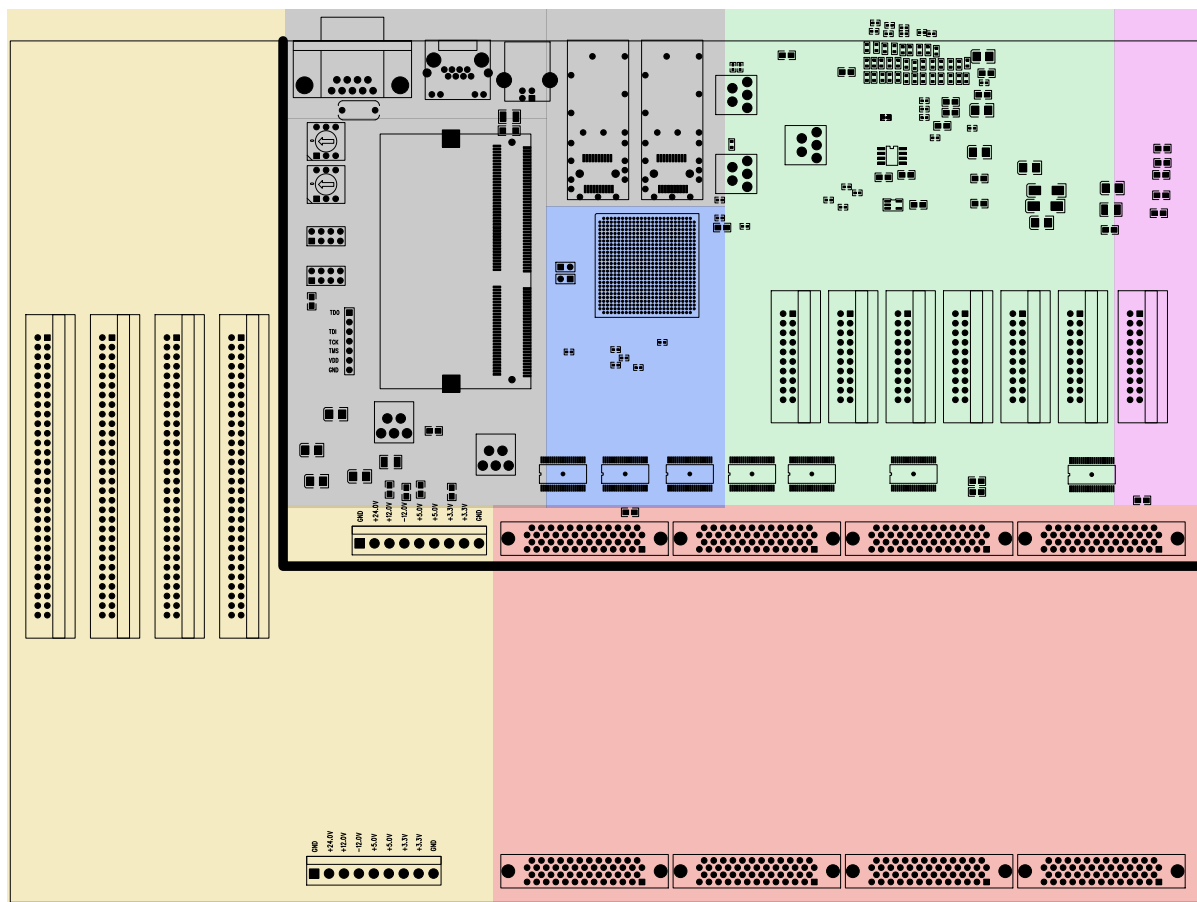 TDO
TDI
TCK
TMS
VDD
GND
GND
+24.0V
+12.0V
-12.0V
+5.0V
+5.0V
+3.3V
+3.3V
GND
GND
+24.0V
+12.0V
-12.0V
+5.0V
+5.0V
+3.3V
+3.3V
GND